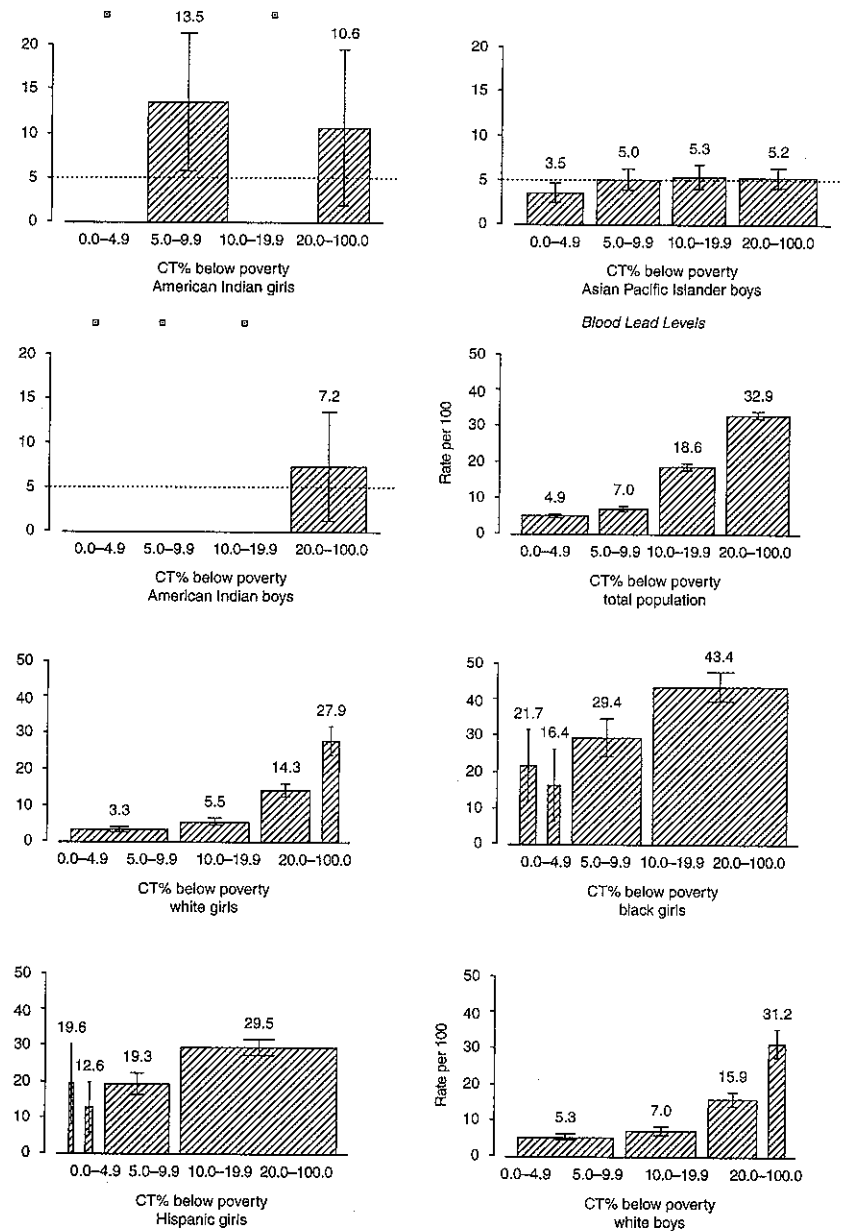 13.5
10.6
20
15
10
5
0
0.0–4.9 5.0–9.9 10.0–19.9 20.0–100.0
CT% below poverty
American Indian girls
20
15
10
5
0
3.5 5.0 5.3 5.2
0.0–4.9 5.0–9.9 10.0–19.9 20.0–100.0
CT% below poverty
Asian Pacific Islander boys
20
15
10
5
0
7.2
0.0–4.9 5.0–9.9 10.0–19.9 20.0–100.0
CT% below poverty
American Indian boys
Blood Lead Levels
Rate per 100
50
40
30
20
10
0
4.9 7.0 18.6 32.9
0.0–4.9 5.0–9.9 10.0–19.9 20.0–100.0
CT% below poverty
total population
50
40
30
20
10
0
3.3 5.5 14.3 27.9
0.0–4.9 5.0–9.9 10.0–19.9 20.0–100.0
CT% below poverty
white girls
50
40
30
20
10
0
21.7 16.4 29.4 43.4
0.0–4.9 5.0–9.9 10.0–19.9 20.0–100.0
CT% below poverty
black girls
50
40
30
20
10
0
19.6 12.6 19.3 29.5
0.0–4.9 5.0–9.9 10.0–19.9 20.0–100.0
CT% below poverty
Hispanic girls
Rate per 100
50
40
30
20
10
0
5.3 7.0 15.9 31.2
0.0–4.9 5.0–9.9 10.0–19.9 20.0–100.0
CT% below poverty
white boys